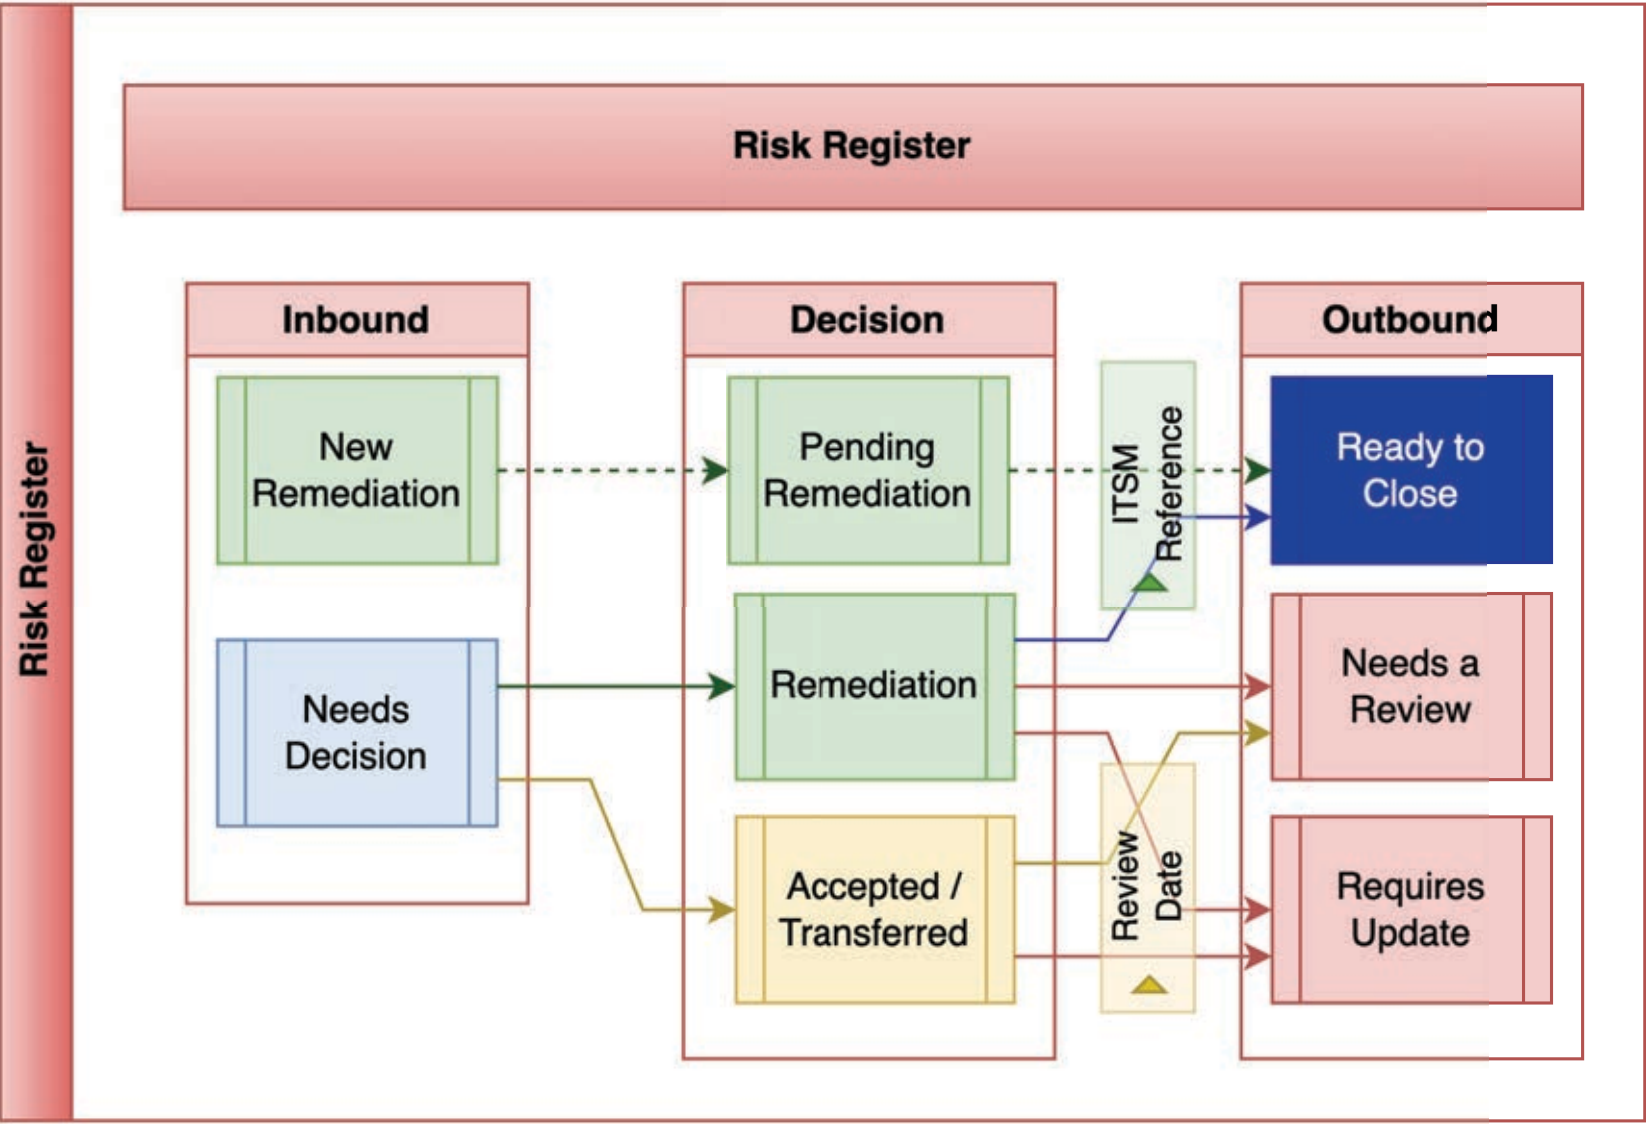 Risk Register
Risk Register
Inbound
Decision
Outbound
New
Remediation
Pending
Remediation
ITSM
Reference
Ready to
Close
Needs
Decision
Remediation
Needs a
Review
Accepted /
Transferred
Review
Date
Requires
Update